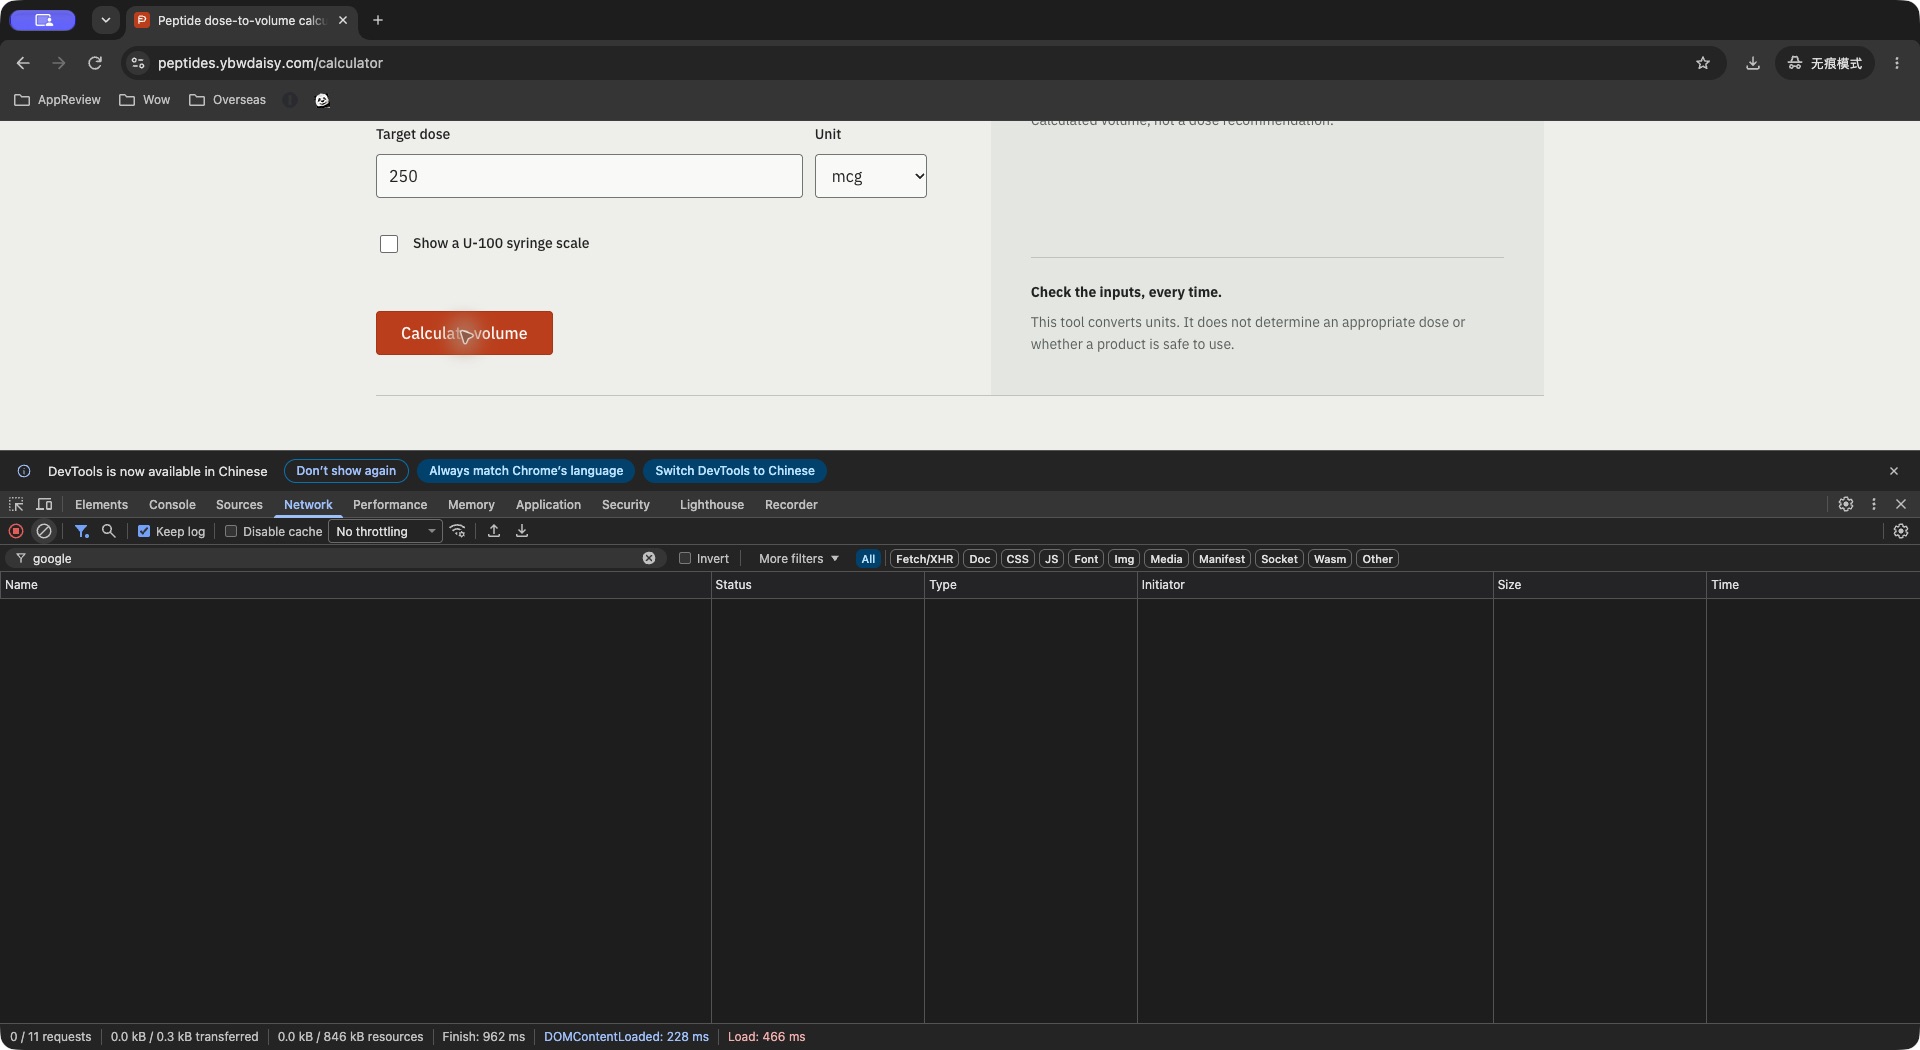 Peptide dose-to-volume calcu
peptides.ybwdaisy.com/calculator
无痕模式
AppReview
Wow
Overseas
Calculated volume, not a dose recommendation.
Target dose
Unit
250
mcg
Show a U-100 syringe scale
Calculate volume
Check the inputs, every time.
This tool converts units. It does not determine an appropriate dose or
whether a product is safe to use.
DevTools is now available in Chinese
Don't show again
Always match Chrome's language
Switch DevTools to Chinese
Elements
Console
Sources
Network
Performance
Memory
Application
Security
Lighthouse
Recorder
Keep log
Disable cache
No throttling
google
Invert
More filters
All
Fetch/XHR
Doc
CSS
JS
Font
Img
Media
Manifest
Socket
Wasm
Other
Name
Status
Type
Initiator
Size
Time
0 / 11 requests
0.0 kB / 0.3 kB transferred
0.0 kB / 846 kB resources
Finish: 962 ms
DOMContentLoaded: 228 ms
Load: 466 ms